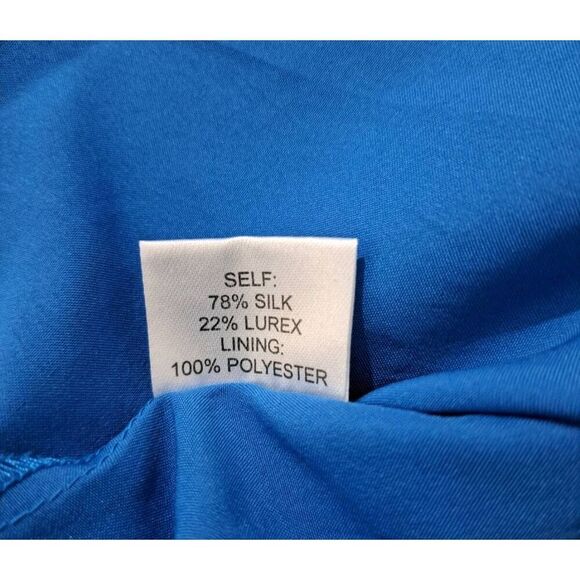 SELF:
78% SILK
22% LUREX
LINING:
100% POLYESTER